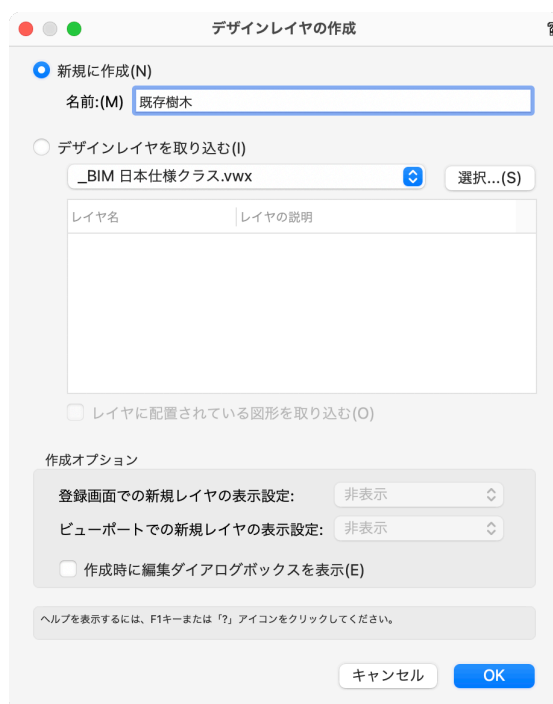 デザインレイヤの作成
新規に作成(N)
名前:(M) 既存樹木
デザインレイヤを取り込む(I)
_BIM 日本仕様クラス.vwx 選択...(S)
レイヤ名 レイヤの説明
レイヤに配置されている図形を取り込む(O)
作成オプション
登録画面での新規レイヤの表示設定: 非表示
ビューポートでの新規レイヤの表示設定: 非表示
作成時に編集ダイアログボックスを表示(E)
ヘルプを表示するには、F1キーまたは「?」アイコンをクリックしてください。
キャンセル OK